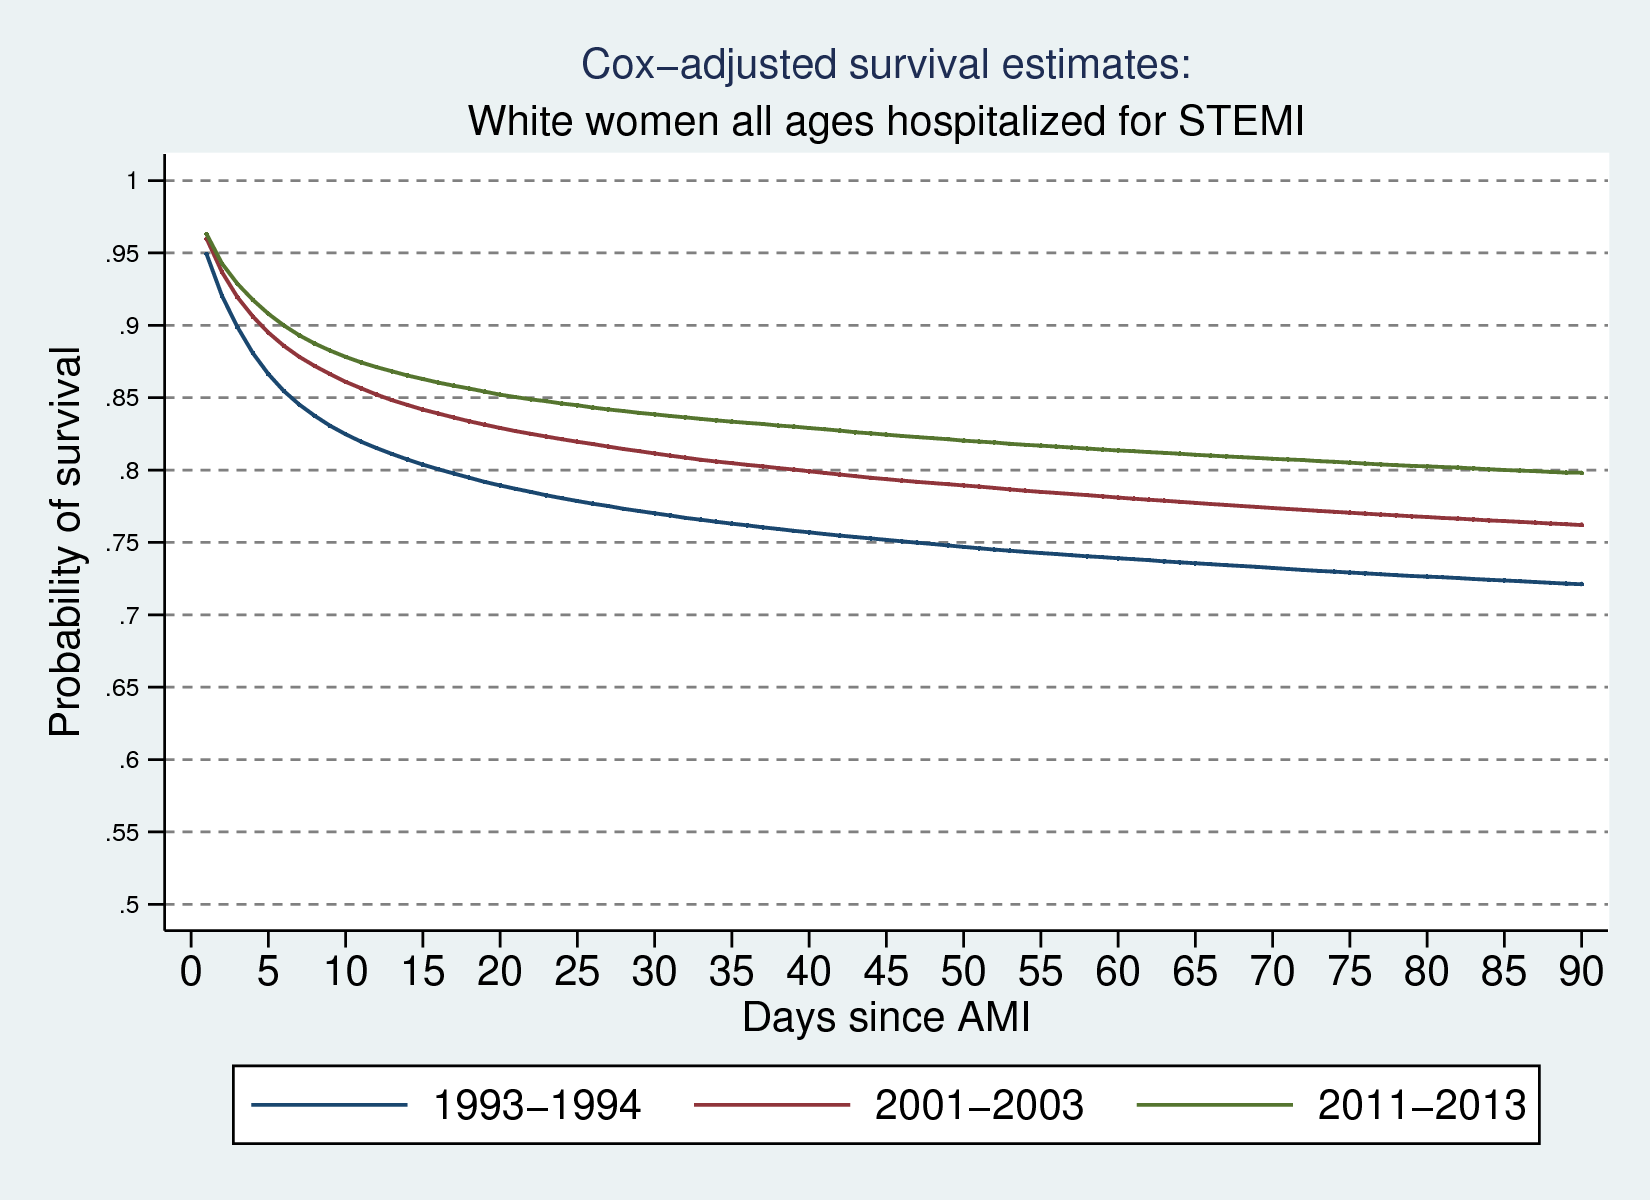 Cox–adjusted survival estimates:
White women all ages hospitalized for STEMI
Probability of survival
1
.95
.9
.85
.8
.75
.7
.65
.6
.55
.5
0 5 10 15 20 25 30 35 40 45 50 55 60 65 70 75 80 85 90
Days since AMI
1993–1994 2001–2003 2011–2013